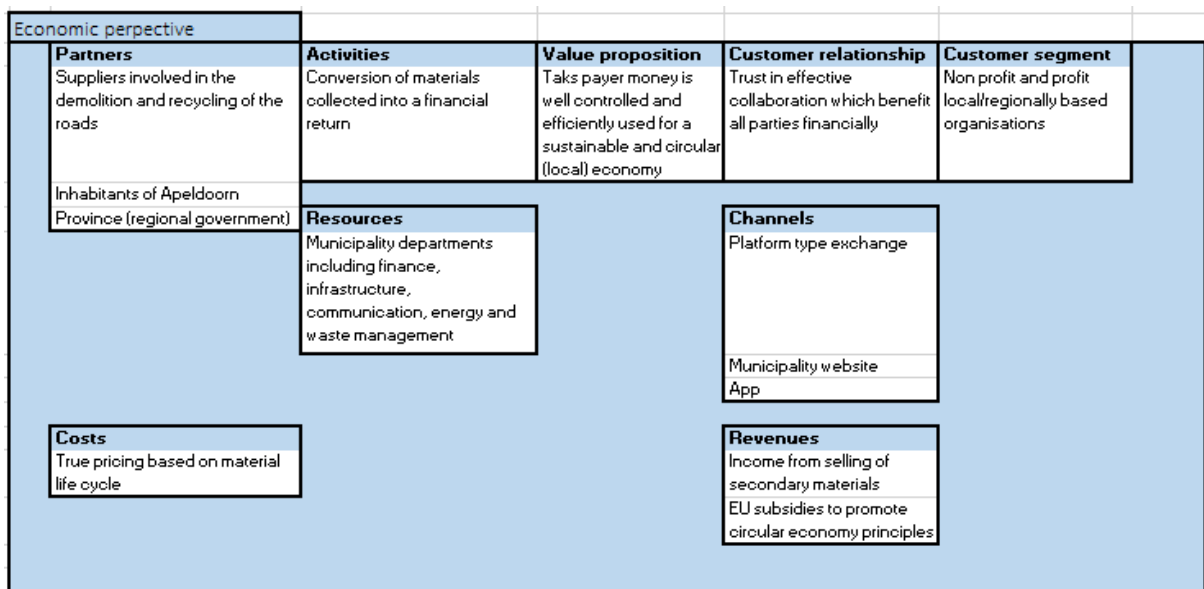 Economic perpective
Partners
Suppliers involved in the
demolition and recycling of the
roads
Inhabitants of Apeldoorn
Province (regional government)
Activities
Conversion of materials
collected into a financial
return
Resources
Municipality departments
including finance,
infrastructure,
communication, energy and
waste management
Value proposition
Taks payer money is
well controlled and
efficiently used for a
sustainable and circular
(local) economy
Customer relationship
Trust in effective
collaboration which benefit
all parties financially
Channels
Platform type exchange
Municipality website
App
Customer segment
Non profit and profit
local/regionally based
organisations
Costs
True pricing based on material
life cycle
Revenues
Income from selling of
secondary materials
EU subsidies to promote
circular economy principles